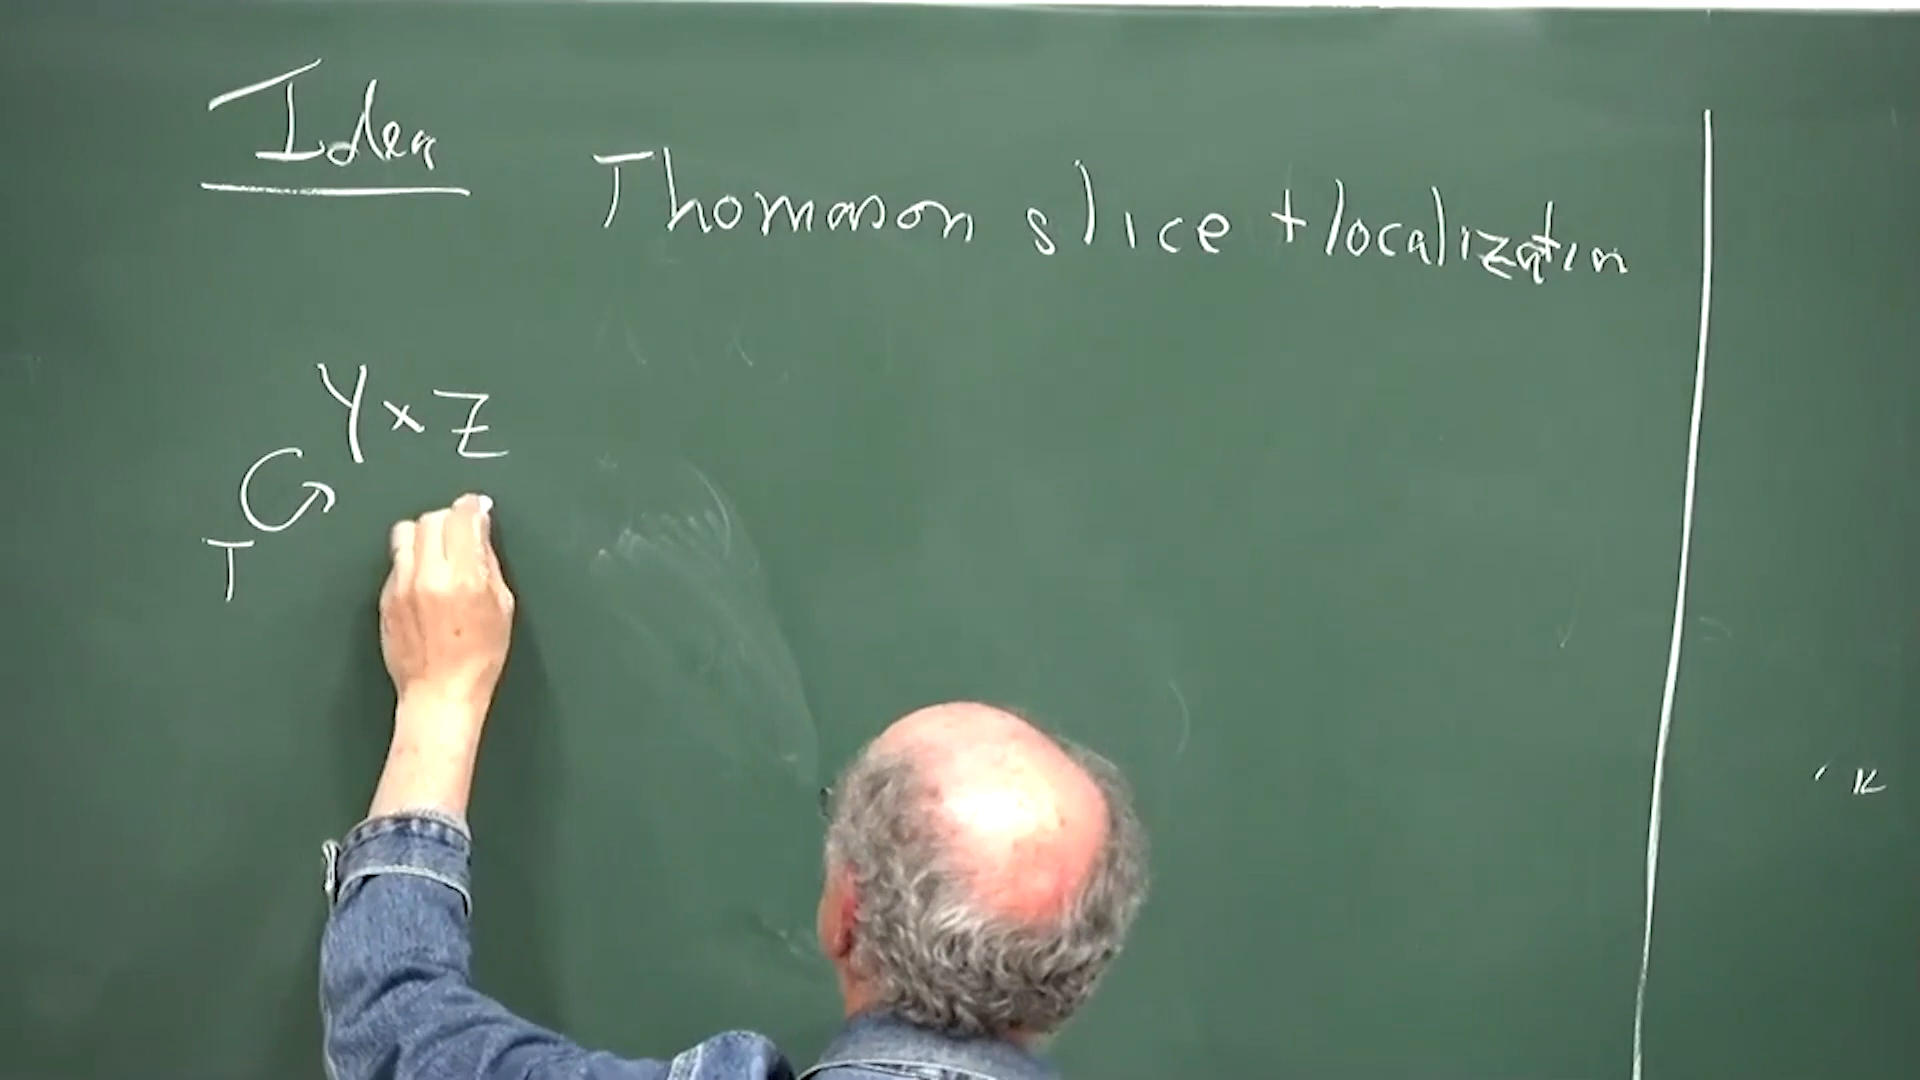 Idea
Thomason slice + localization
Y × Z
T